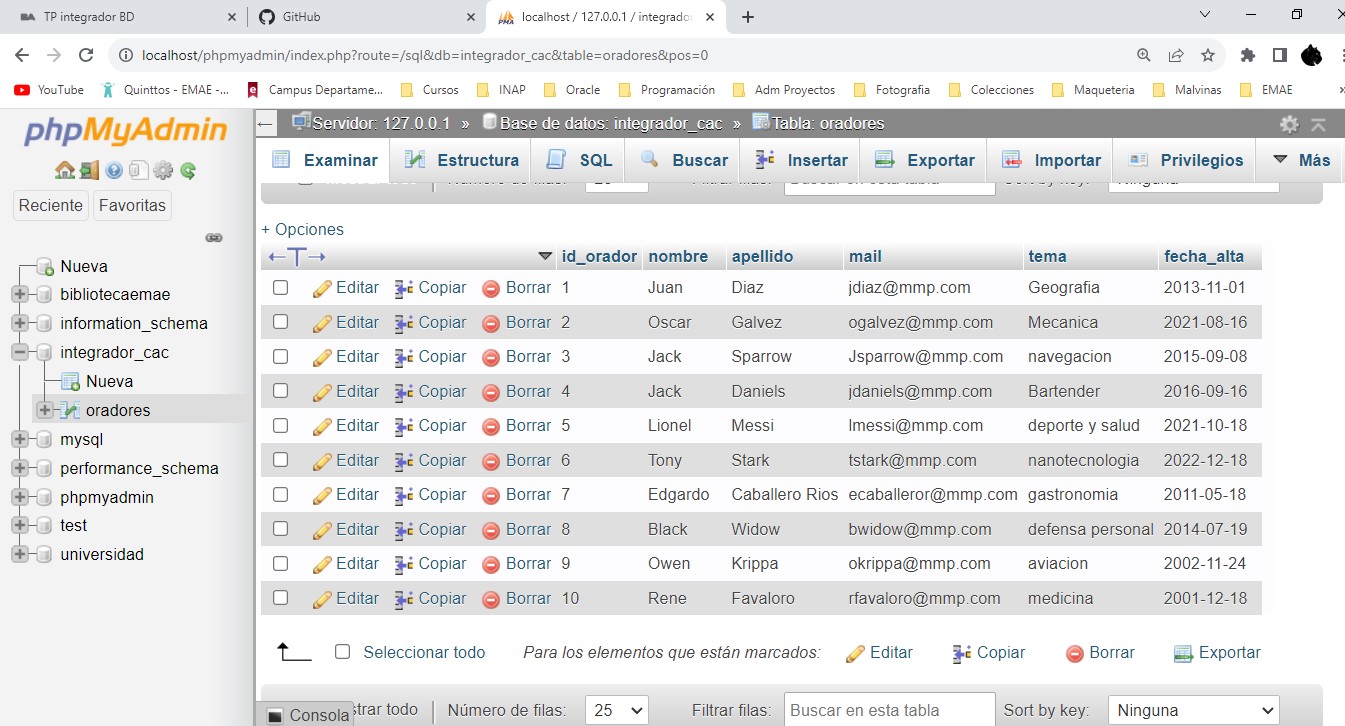 TP integrador BD
GitHub
localhost / 127.0.0.1 / integrador
localhost/phpmyadmin/index.php?route=/sql&db=integrador_cac&table=oradores&pos=0
YouTube Quinttos - EMAE -... Campus Departame... Cursos INAP Oracle Programación Adm Proyectos Fotografia Colecciones Maqueteria Malvinas EMAE »
phpMyAdmin
Reciente Favoritas
Nueva
bibliotecaemae
information_schema
integrador_cac
Nueva
oradores
mysql
performance_schema
phpmyadmin
test
universidad
Servidor: 127.0.0.1 » Base de datos: integrador_cac » Tabla: oradores
Examinar Estructura SQL Buscar Insertar Exportar Importar Privilegios Más
+ Opciones
id_orador nombre apellido mail tema fecha_alta
Editar Copiar Borrar 1 Juan Diaz jdiaz@mmp.com Geografia 2013-11-01
Editar Copiar Borrar 2 Oscar Galvez ogalvez@mmp.com Mecanica 2021-08-16
Editar Copiar Borrar 3 Jack Sparrow Jsparrow@mmp.com navegacion 2015-09-08
Editar Copiar Borrar 4 Jack Daniels jdaniels@mmp.com Bartender 2016-09-16
Editar Copiar Borrar 5 Lionel Messi lmessi@mmp.com deporte y salud 2021-10-18
Editar Copiar Borrar 6 Tony Stark tstark@mmp.com nanotecnologia 2022-12-18
Editar Copiar Borrar 7 Edgardo Caballero Rios ecaballeror@mmp.com gastronomia 2011-05-18
Editar Copiar Borrar 8 Black Widow bwidow@mmp.com defensa personal 2014-07-19
Editar Copiar Borrar 9 Owen Krippa okrippa@mmp.com aviacion 2002-11-24
Editar Copiar Borrar 10 Rene Favaloro rfavaloro@mmp.com medicina 2001-12-18
Seleccionar todo Para los elementos que están marcados: Editar Copiar Borrar Exportar
Consola
strar todo Número de filas: 25 Filtrar filas: Buscar en esta tabla Sort by key: Ninguna